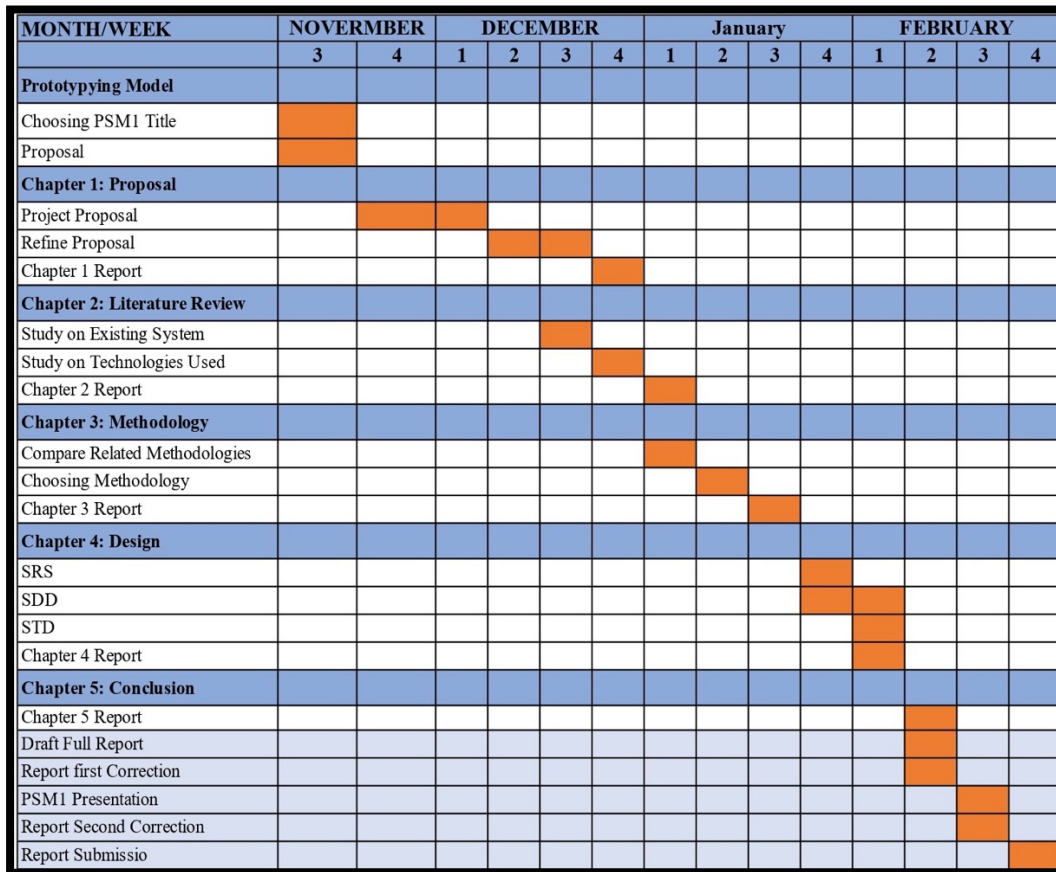 MONTH/WEEK NOVERMBER DECEMBER January FEBRUARY
3 4 1 2 3 4 1 2 3 4 1 2 3 4
Prototypying Model
Choosing PSM1 Title
Proposal
Chapter 1: Proposal
Project Proposal
Refine Proposal
Chapter 1 Report
Chapter 2: Literature Review
Study on Existing System
Study on Technologies Used
Chapter 2 Report
Chapter 3: Methodology
Compare Related Methodologies
Choosing Methodology
Chapter 3 Report
Chapter 4: Design
SRS
SDD
STD
Chapter 4 Report
Chapter 5: Conclusion
Chapter 5 Report
Draft Full Report
Report first Correction
PSM1 Presentation
Report Second Correction
Report Submissio